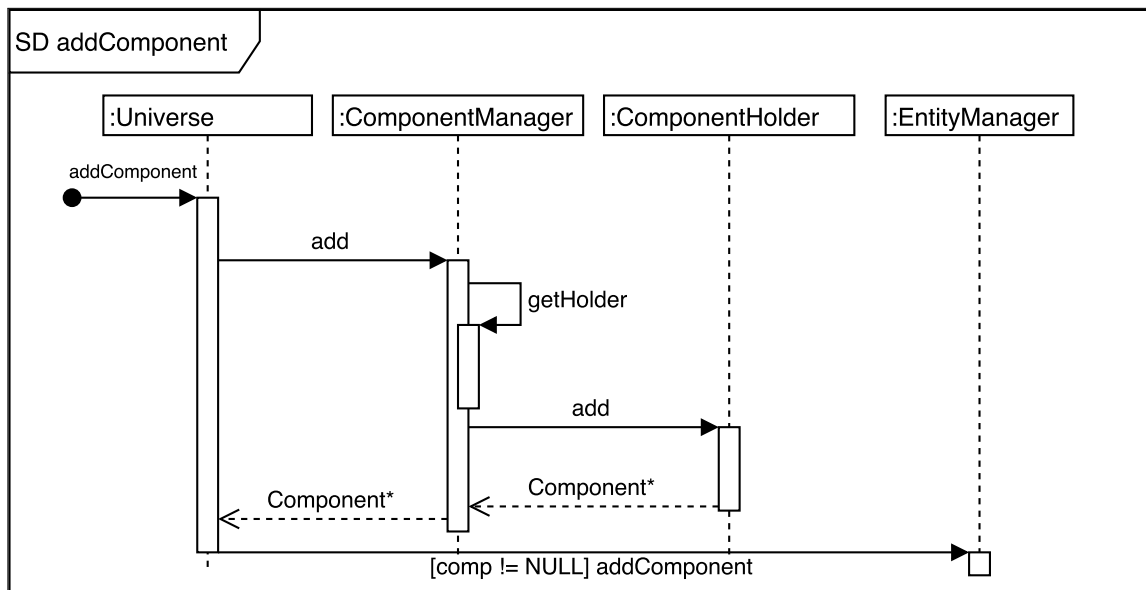 SD addComponent
:Universe
:ComponentManager
:ComponentHolder
:EntityManager
addComponent
add
getHolder
add
Component*
Component*
[comp != NULL] addComponent